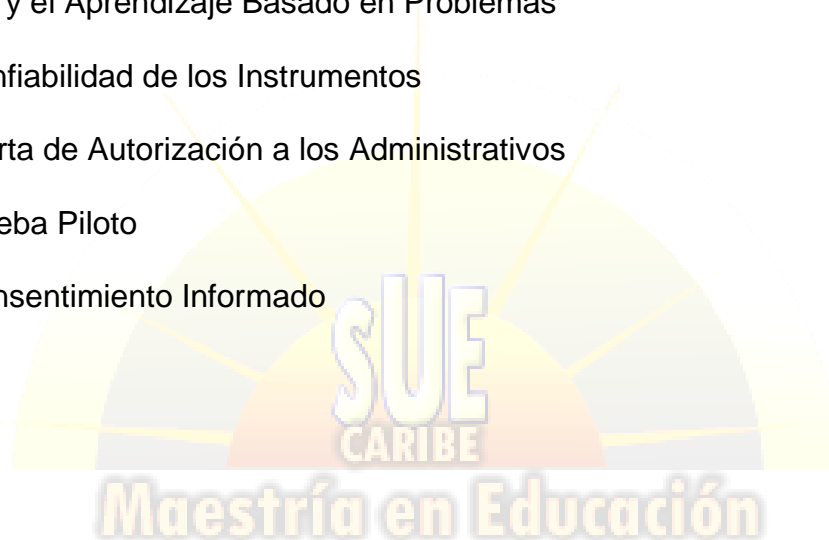 y el Aprendizaje Basado en Problemas
nfiabilidad de los Instrumentos
rta de Autorización a los Administrativos
eba Piloto
nsentimiento Informado
SUE
CARIBE
Maestría en Educación